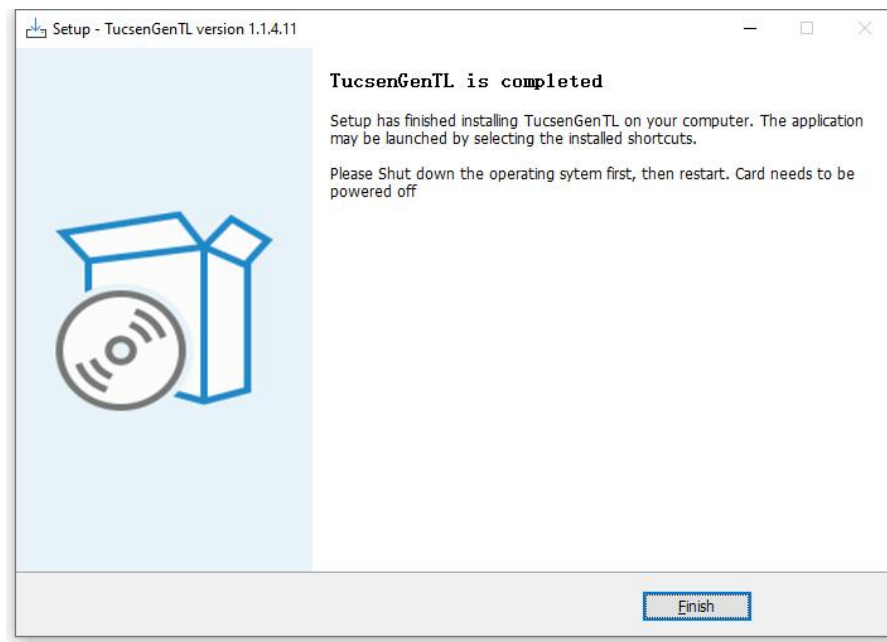 Setup - TucsenGenTL version 1.1.4.11
TucsenGenTL is completed
Setup has finished installing TucsenGenTL on your computer. The application
may be launched by selecting the installed shortcuts.
Please Shut down the operating sytem first, then restart. Card needs to be
powered off
Finish